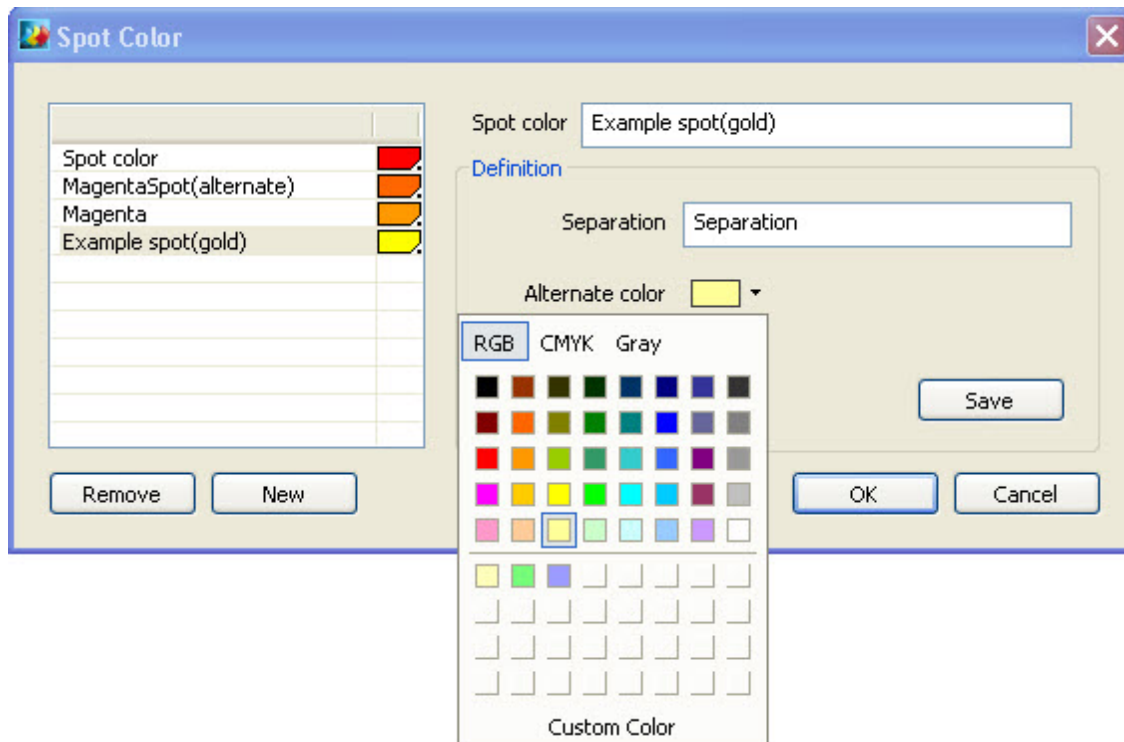 Spot Color
Spot color
MagentaSpot(alternate)
Magenta
Example spot(gold)
Remove
New
Spot color
Example spot(gold)
Definition
Separation
Separation
Alternate color
RGB CMYK Gray
Custom Color
Save
OK
Cancel